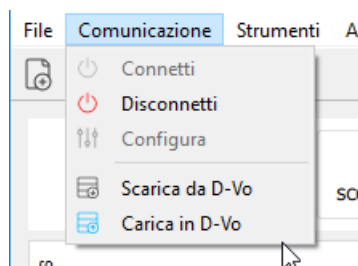 File Comunicazione Strumenti
Connetti
Disconnetti
Configura
Scarica da D-Vo
Carica in D-Vo